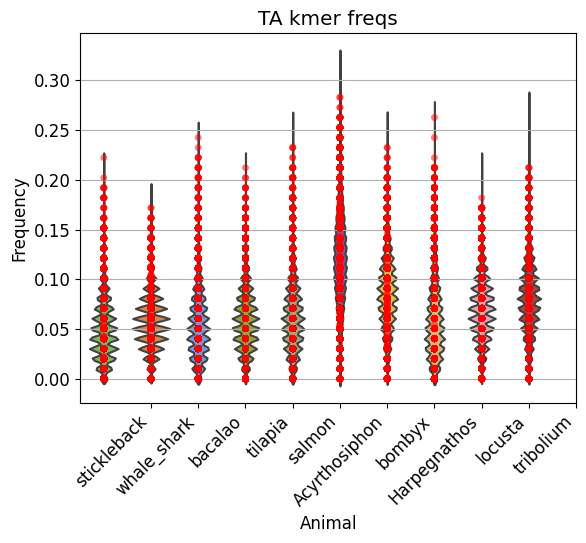 TA kmer freqs
Frequency
0.30
0.25
0.20
0.15
0.10
0.05
0.00
stickleback
whale_shark
bacalao
tilapia
salmon
Acyrthosiphon
bombyx
Harpegnathos
locusta
tribolium
Animal